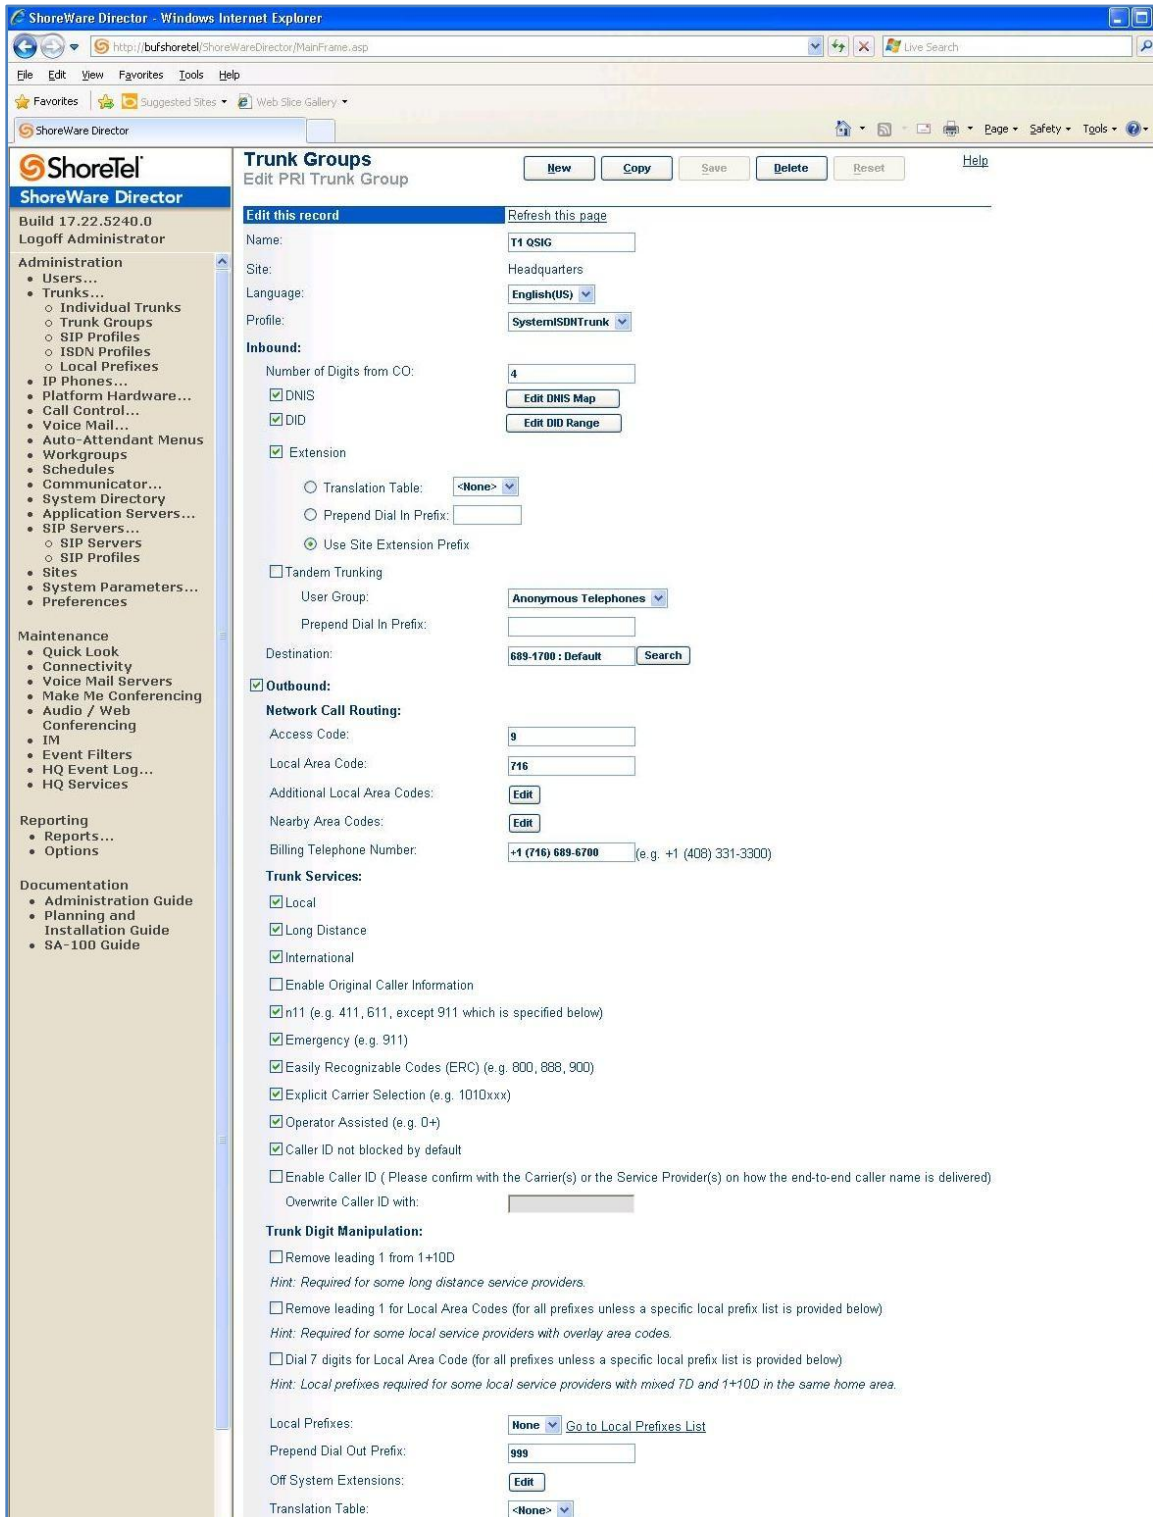 ShoreWare Director - Windows Internet Explorer
http://bufshoretel/ShoreWareDirector/MainFrame.asp
Live Search
File Edit View Favorites Tools Help
Favorites Suggested Sites Web Slice Gallery
ShoreWare Director
Page Safety Tools
ShoreTel
ShoreWare Director
Build 17.22.5240.0
Logoff Administrator
Administration
• Users...
• Trunks...
○ Individual Trunks
○ Trunk Groups
○ SIP Profiles
○ ISDN Profiles
○ Local Prefixes
• IP Phones...
• Platform Hardware...
• Call Control...
• Voice Mail...
• Auto-Attendant Menus
• Workgroups
• Schedules
• Communicator...
• System Directory
• Application Servers...
• SIP Servers...
○ SIP Servers
○ SIP Profiles
• Sites
• System Parameters...
• Preferences
Maintenance
• Quick Look
• Connectivity
• Voice Mail Servers
• Make Me Conferencing
• Audio / Web
Conferencing
• IM
• Event Filters
• HQ Event Log...
• HQ Services
Reporting
• Reports...
• Options
Documentation
• Administration Guide
• Planning and
Installation Guide
• SA-100 Guide
Trunk Groups
Edit PRI Trunk Group
New Copy Save Delete Reset Help
Edit this record Refresh this page
Name: T1 QSIG
Site: Headquarters
Language: English(US)
Profile: SystemISDNTrunk
Inbound:
Number of Digits from CO: 4
DNIS Edit DNIS Map
DID Edit DID Range
Extension
Translation Table: <None>
Prepend Dial In Prefix:
Use Site Extension Prefix
Tandem Trunking
User Group: Anonymous Telephones
Prepend Dial In Prefix:
Destination: 689-1700 : Default Search
Outbound:
Network Call Routing:
Access Code: 9
Local Area Code: 716
Additional Local Area Codes: Edit
Nearby Area Codes: Edit
Billing Telephone Number: +1 (716) 689-6700 (e.g. +1 (408) 331-3300)
Trunk Services:
Local
Long Distance
International
Enable Original Caller Information
n11 (e.g. 411, 611, except 911 which is specified below)
Emergency (e.g. 911)
Easily Recognizable Codes (ERC) (e.g. 800, 888, 900)
Explicit Carrier Selection (e.g. 1010xxx)
Operator Assisted (e.g. 0+)
Caller ID not blocked by default
Enable Caller ID ( Please confirm with the Carrier(s) or the Service Provider(s) on how the end-to-end caller name is delivered)
Overwrite Caller ID with:
Trunk Digit Manipulation:
Remove leading 1 from 1+10D
Hint: Required for some long distance service providers.
Remove leading 1 for Local Area Codes (for all prefixes unless a specific local prefix list is provided below)
Hint: Required for some local service providers with overlay area codes.
Dial 7 digits for Local Area Code (for all prefixes unless a specific local prefix list is provided below)
Hint: Local prefixes required for some local service providers with mixed 7D and 1+10D in the same home area.
Local Prefixes: None Go to Local Prefixes List
Prepend Dial Out Prefix: 999
Off System Extensions: Edit
Translation Table: <None>